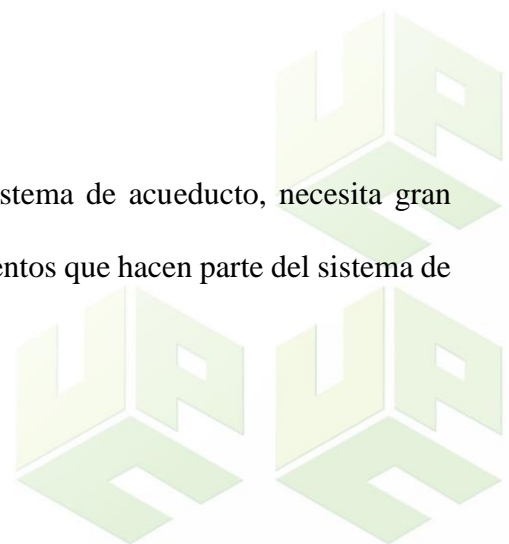 stema de acueducto, necesita gran
entos que hacen parte del sistema de